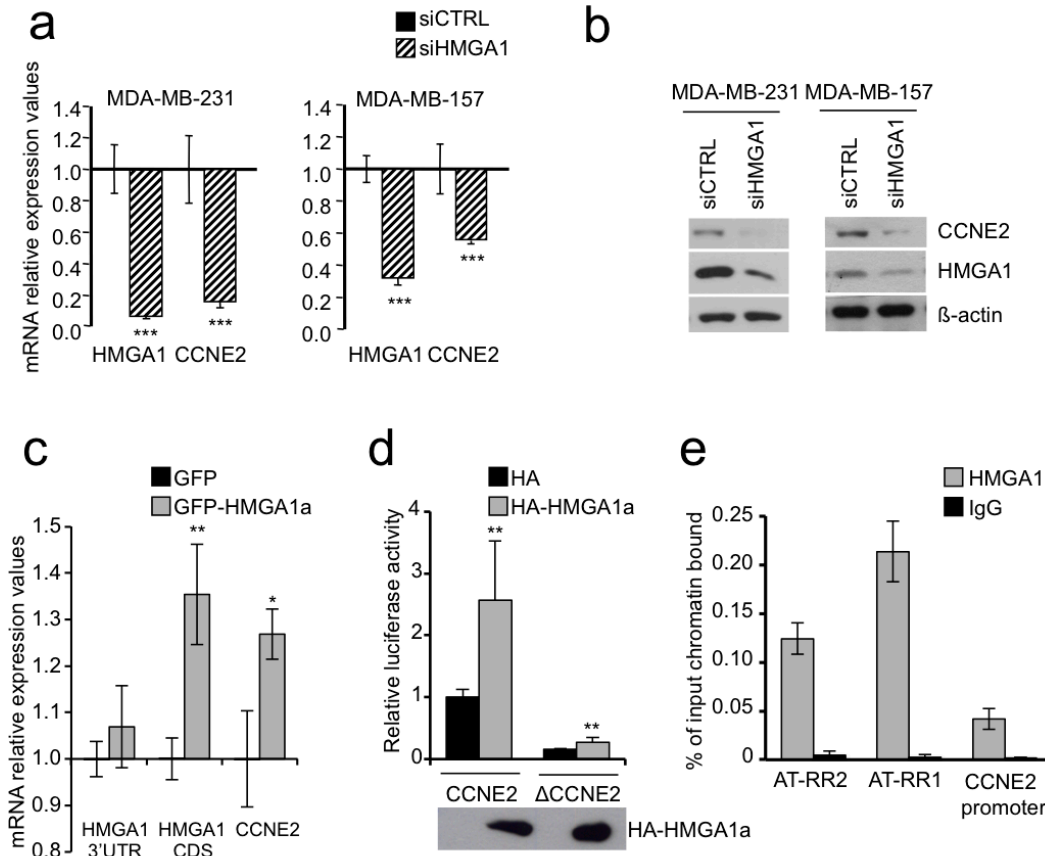 a
siCTRL
siHMGA1
MDA-MB-231
MDA-MB-157
mRNA relative expression values
1.4
1.2
1.0
0.8
0.6
0.4
0.2
0.0
***
***
HMGA1 CCNE2
1.4
1.2
1.0
0.8
0.6
0.4
0.2
0.0
***
***
HMGA1 CCNE2
b
MDA-MB-231 MDA-MB-157
siCTRL
siHMGA1
siCTRL
siHMGA1
CCNE2
HMGA1
ß-actin
c
GFP
GFP-HMGA1a
mRNA relative expression values
1.5
1.4
1.3
1.2
1.1
1.0
0.9
0.8
**
*
HMGA1
3'UTR
HMGA1
CDS
CCNE2
d
HA
HA-HMGA1a
Relative luciferase activity
4
3
2
1
0
**
**
CCNE2 ΔCCNE2
HA-HMGA1a
e
HMGA1
IgG
% of input chromatin bound
0.25
0.20
0.15
0.10
0.05
0
AT-RR2
AT-RR1
CCNE2
promoter